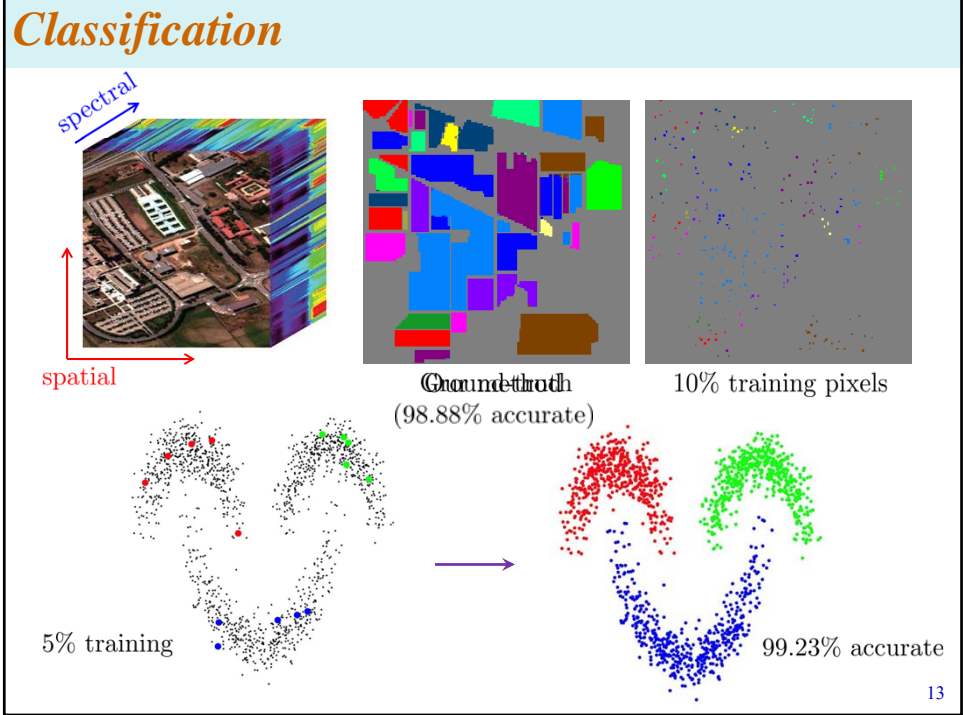 Classification
spectral
spatial
(98.88% accurate)
10% training pixels
5% training
99.23% accurate
13